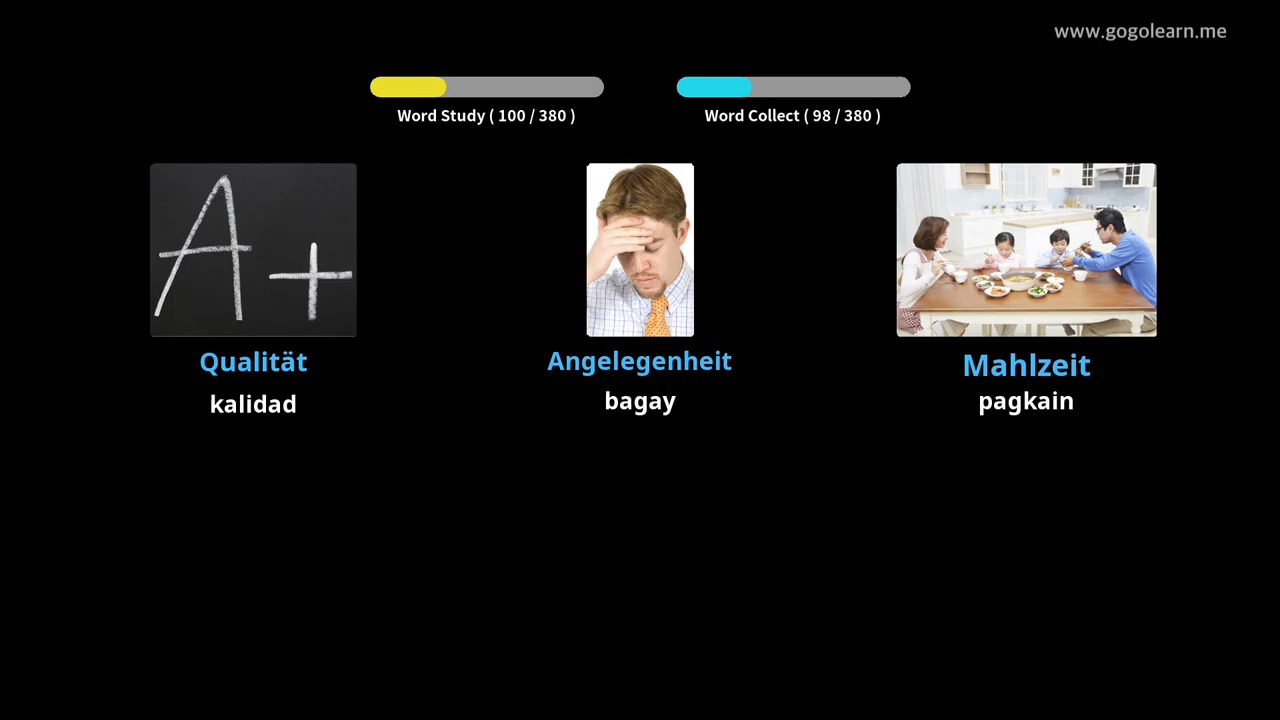 www.gogolearn.me
Word Study ( 100 / 380 )
Word Collect ( 98 / 380 )
A+
Qualität
Angelegenheit
Mahlzeit
kalidad
bagay
pagkain